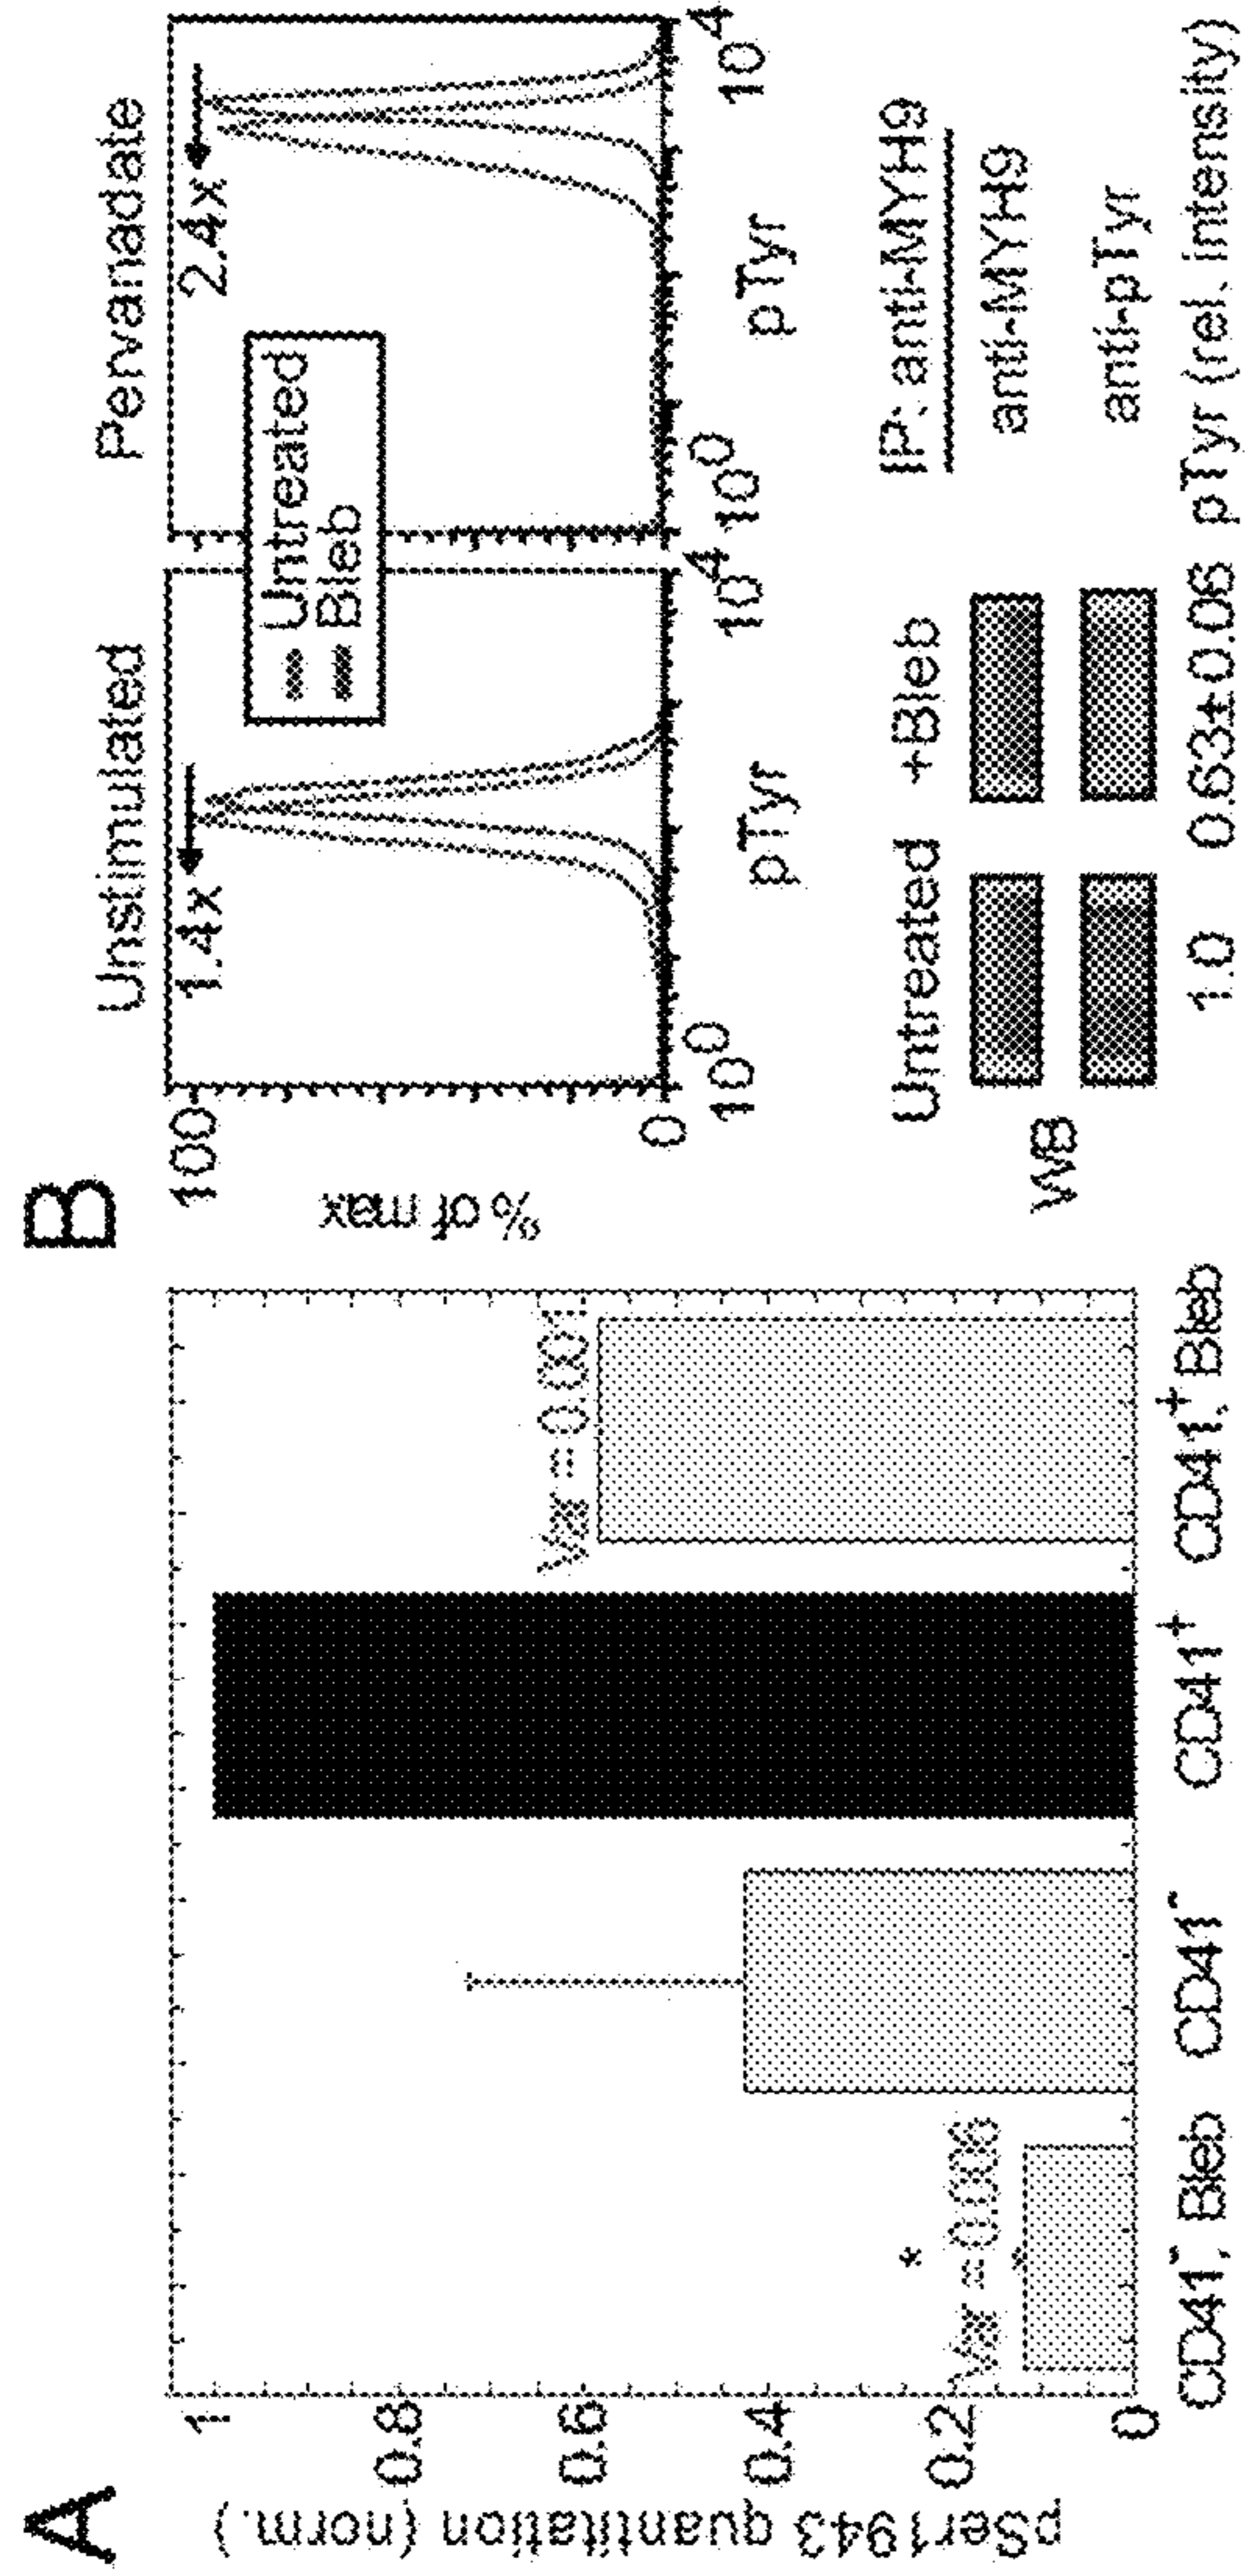 A
pSer1943 quantitation (norm.)
1
0.8
0.6
0.4
0.2
0
Var = 0.006
*
*
Var = 0.001
CD41⁻, Bleb
CD41⁻
CD41⁺
CD41⁺, Bleb
B
Unstimulated
Pervanadate
% of max
100
0
1.4x
2.4x
Untreated
Bleb
10⁰
10⁴
10⁰
10⁴
pTyr
pTyr
Untreated +Bleb
IP: anti-MYH9
WB
anti-MYH9
anti-pTyr
1.0 0.63±0.06 pTyr (rel. intensity)